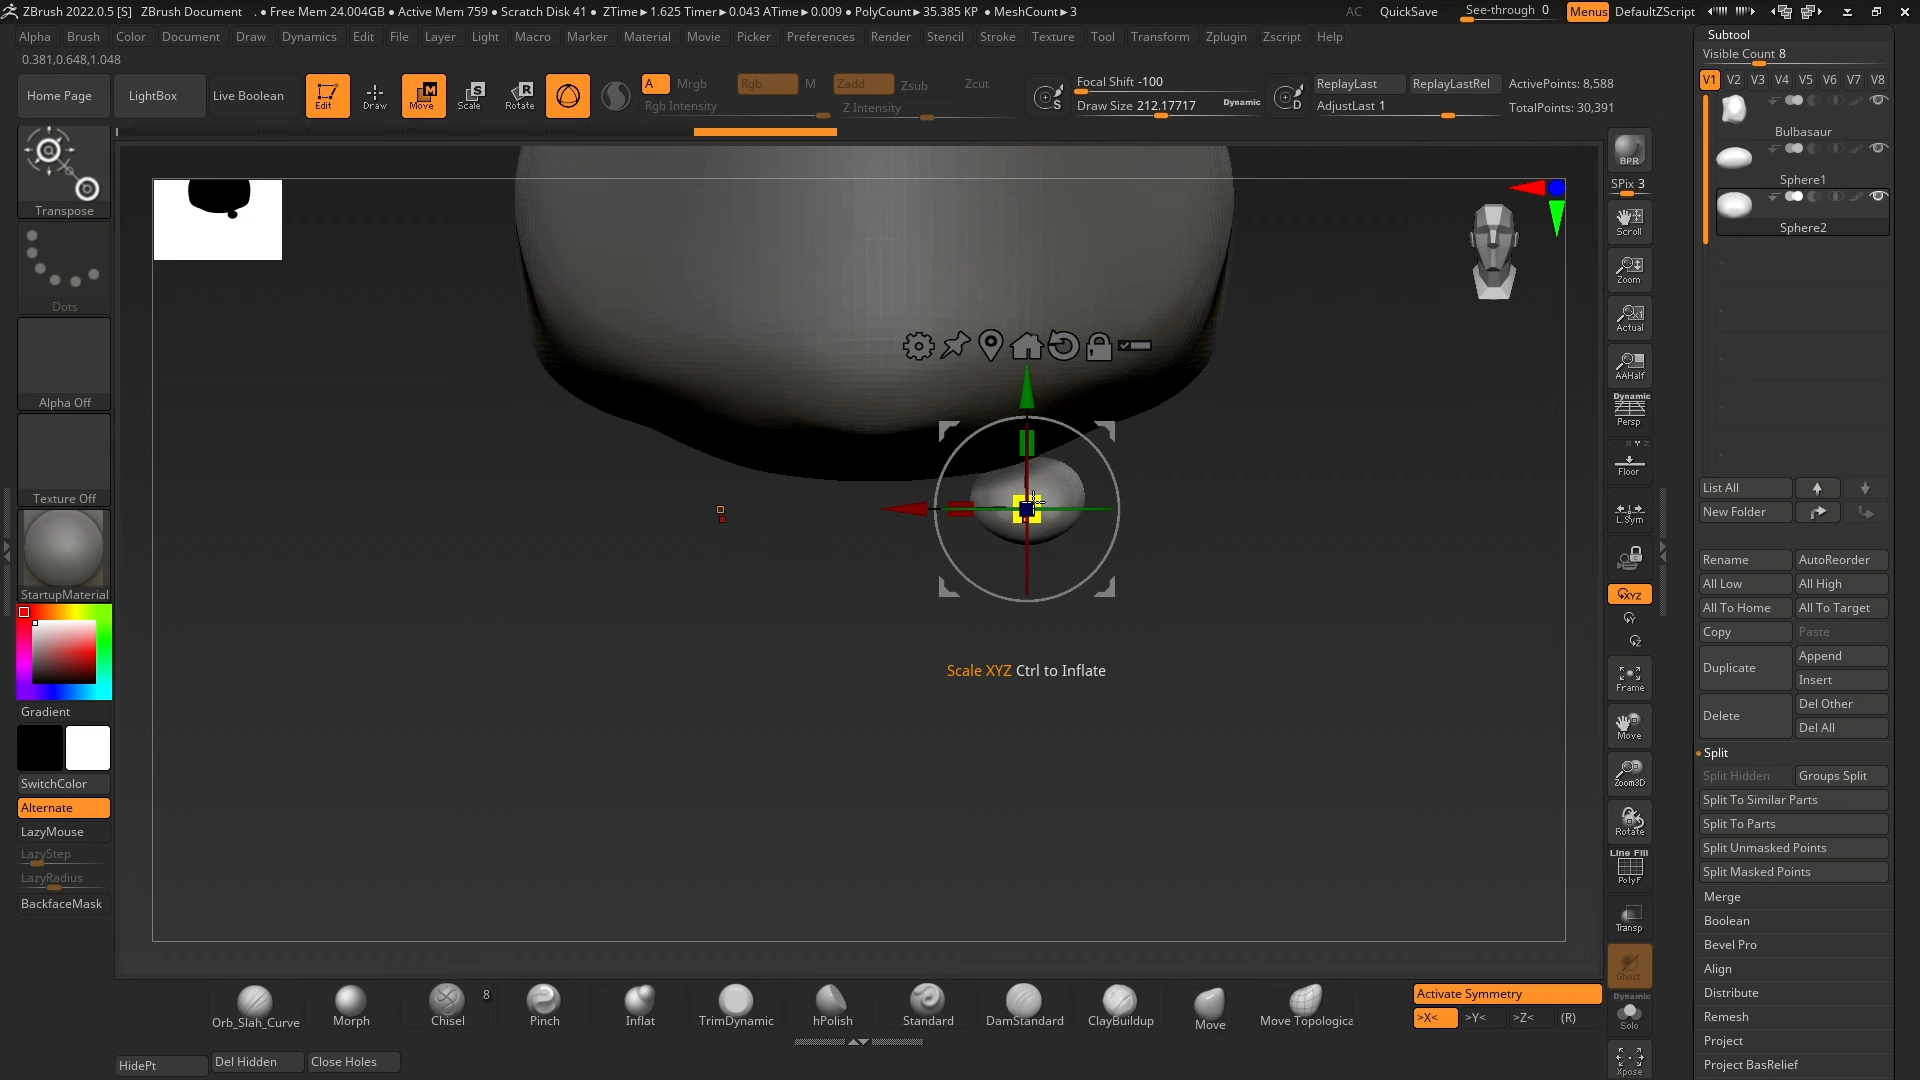 ZBrush 2022.0.5 [S] ZBrush Document . • Free Mem 24.004GB • Active Mem 759 • Scratch Disk 41 • ZTime►1.625 Timer►0.043 ATime►0.009 • PolyCount►35.385 KP • MeshCount►3 AC QuickSave See-through 0 Menus DefaultZScript
Alpha Brush Color Document Draw Dynamics Edit File Layer Light Macro Marker Material Movie Picker Preferences Render Stencil Stroke Texture Tool Transform Zplugin Zscript Help
0.381,0.648,1.048
Home Page LightBox Live Boolean Edit Draw Move Scale Rotate
A Mrgb Rgb M Zadd Zsub Zcut
Rgb Intensity Z Intensity
Focal Shift -100
Draw Size 212.17717 Dynamic
ReplayLast ReplayLastRel ActivePoints: 8,588
AdjustLast 1 TotalPoints: 30,391
Transpose
Dots
Alpha Off
Texture Off
StartupMaterial
Gradient
SwitchColor
Alternate
LazyMouse
LazyStep
LazyRadius
BackfaceMask
Scale XYZ Ctrl to Inflate
BPR
SPix 3
Scroll
Zoom
Actual
AAHalf
Dynamic
Persp
Floor
L.Sym
XYZ
Y
Z
Frame
Move
Zoom3D
Rotate
Line Fill
PolyF
Transp
Ghost
Dynamic
Solo
Xpose
Subtool
Visible Count 8
V1 V2 V3 V4 V5 V6 V7 V8
Bulbasaur
Sphere1
Sphere2
List All
New Folder
Rename AutoReorder
All Low All High
All To Home All To Target
Copy Paste
Duplicate Append
Insert
Delete Del Other
Del All
Split
Split Hidden Groups Split
Split To Similar Parts
Split To Parts
Split Unmasked Points
Split Masked Points
Merge
Boolean
Bevel Pro
Align
Distribute
Remesh
Project
Project BasRelief
8
Orb_Slah_Curve Morph Chisel Pinch Inflat TrimDynamic hPolish Standard DamStandard ClayBuildup Move Move Topologica
Activate Symmetry
>X< >Y< >Z< (R)
HidePt Del Hidden Close Holes